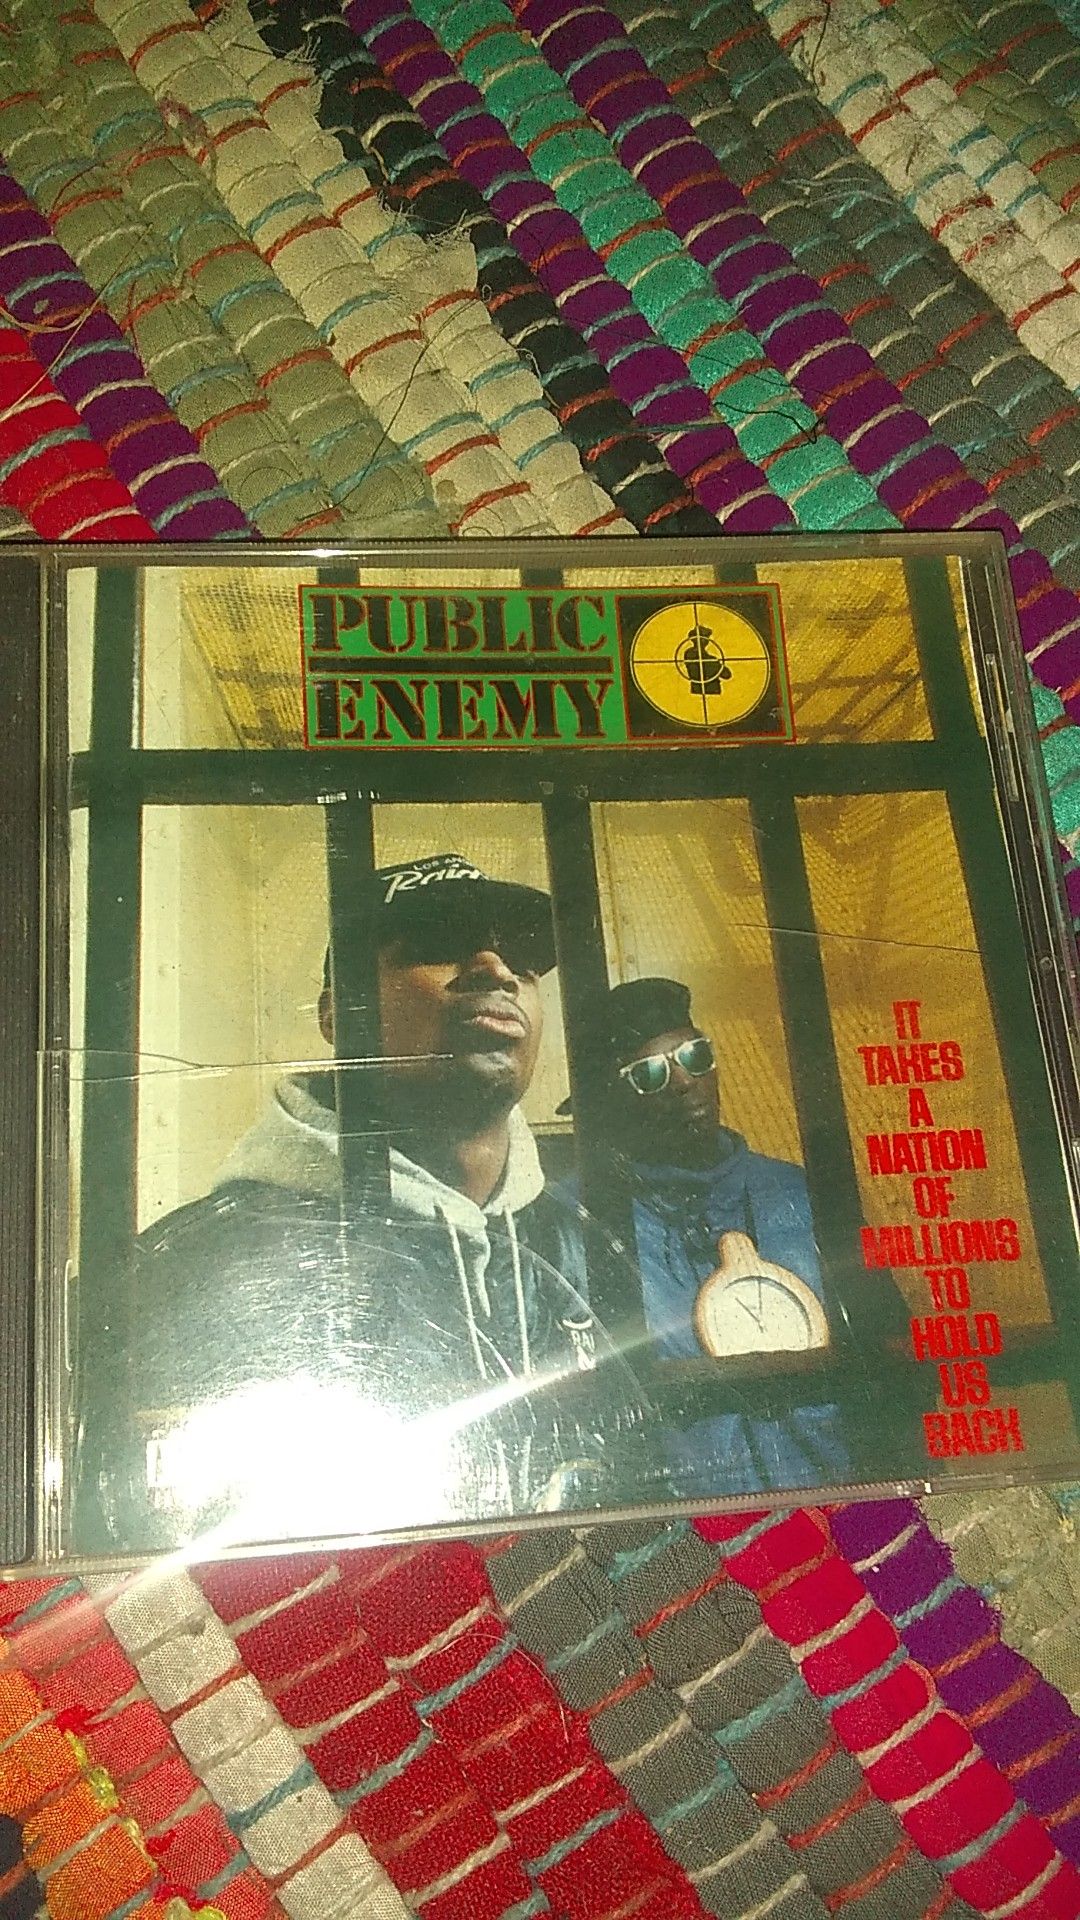 PUBLIC
ENEMY
IT
TAKES
A
NATION
OF
MILLIONS
TO
HOLD
US
BACK